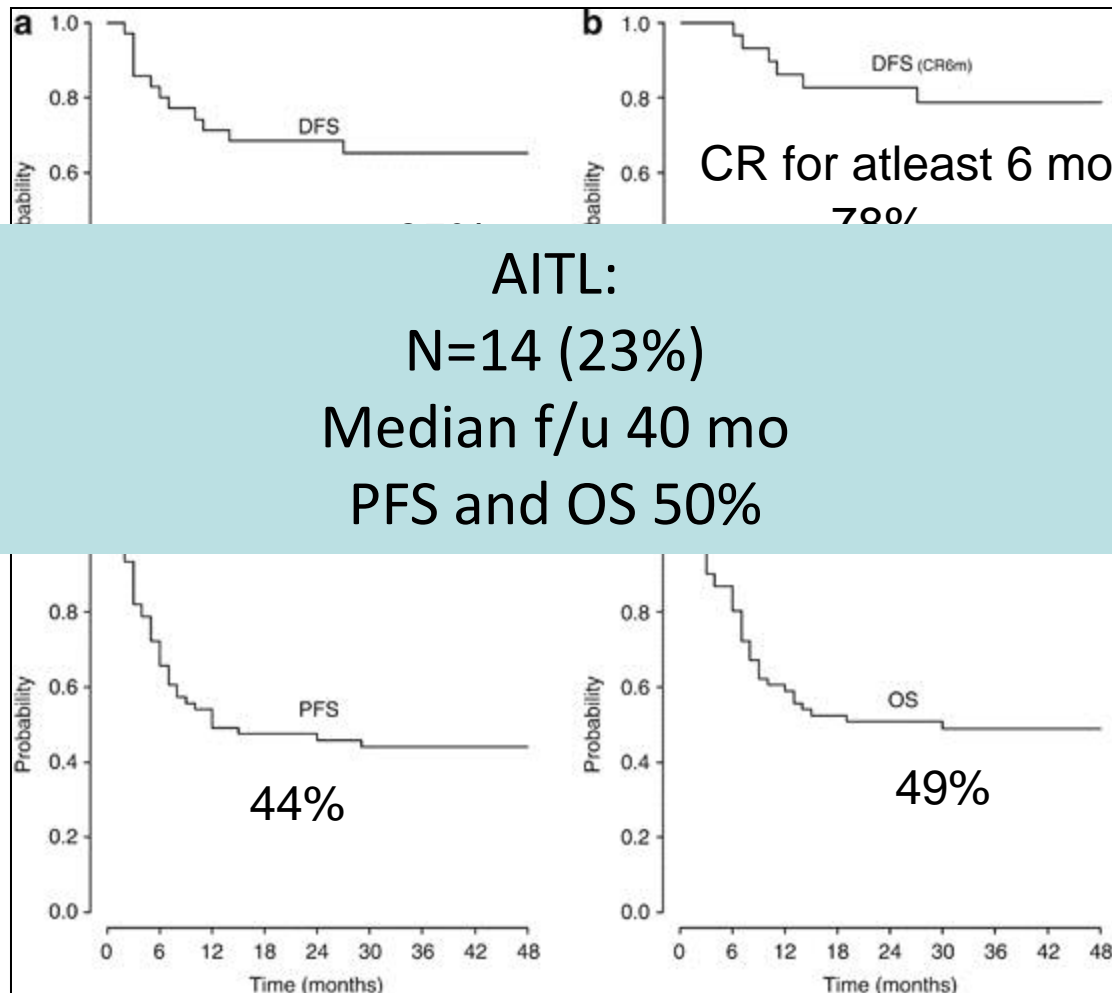 a
1.0
0.8
0.6
DFS
b
1.0
0.8
0.6
DFS (CR6m)
CR for atleast 6 mo
78%
AITL:
N=14 (23%)
Median f/u 40 mo
PFS and OS 50%
Probability
0.8
0.6
0.4
0.2
0.0
PFS
44%
0 6 12 18 24 30 36 42 48
Time (months)
Probability
0.8
0.6
0.4
0.2
0.0
OS
49%
0 6 12 18 24 30 36 42 48
Time (months)